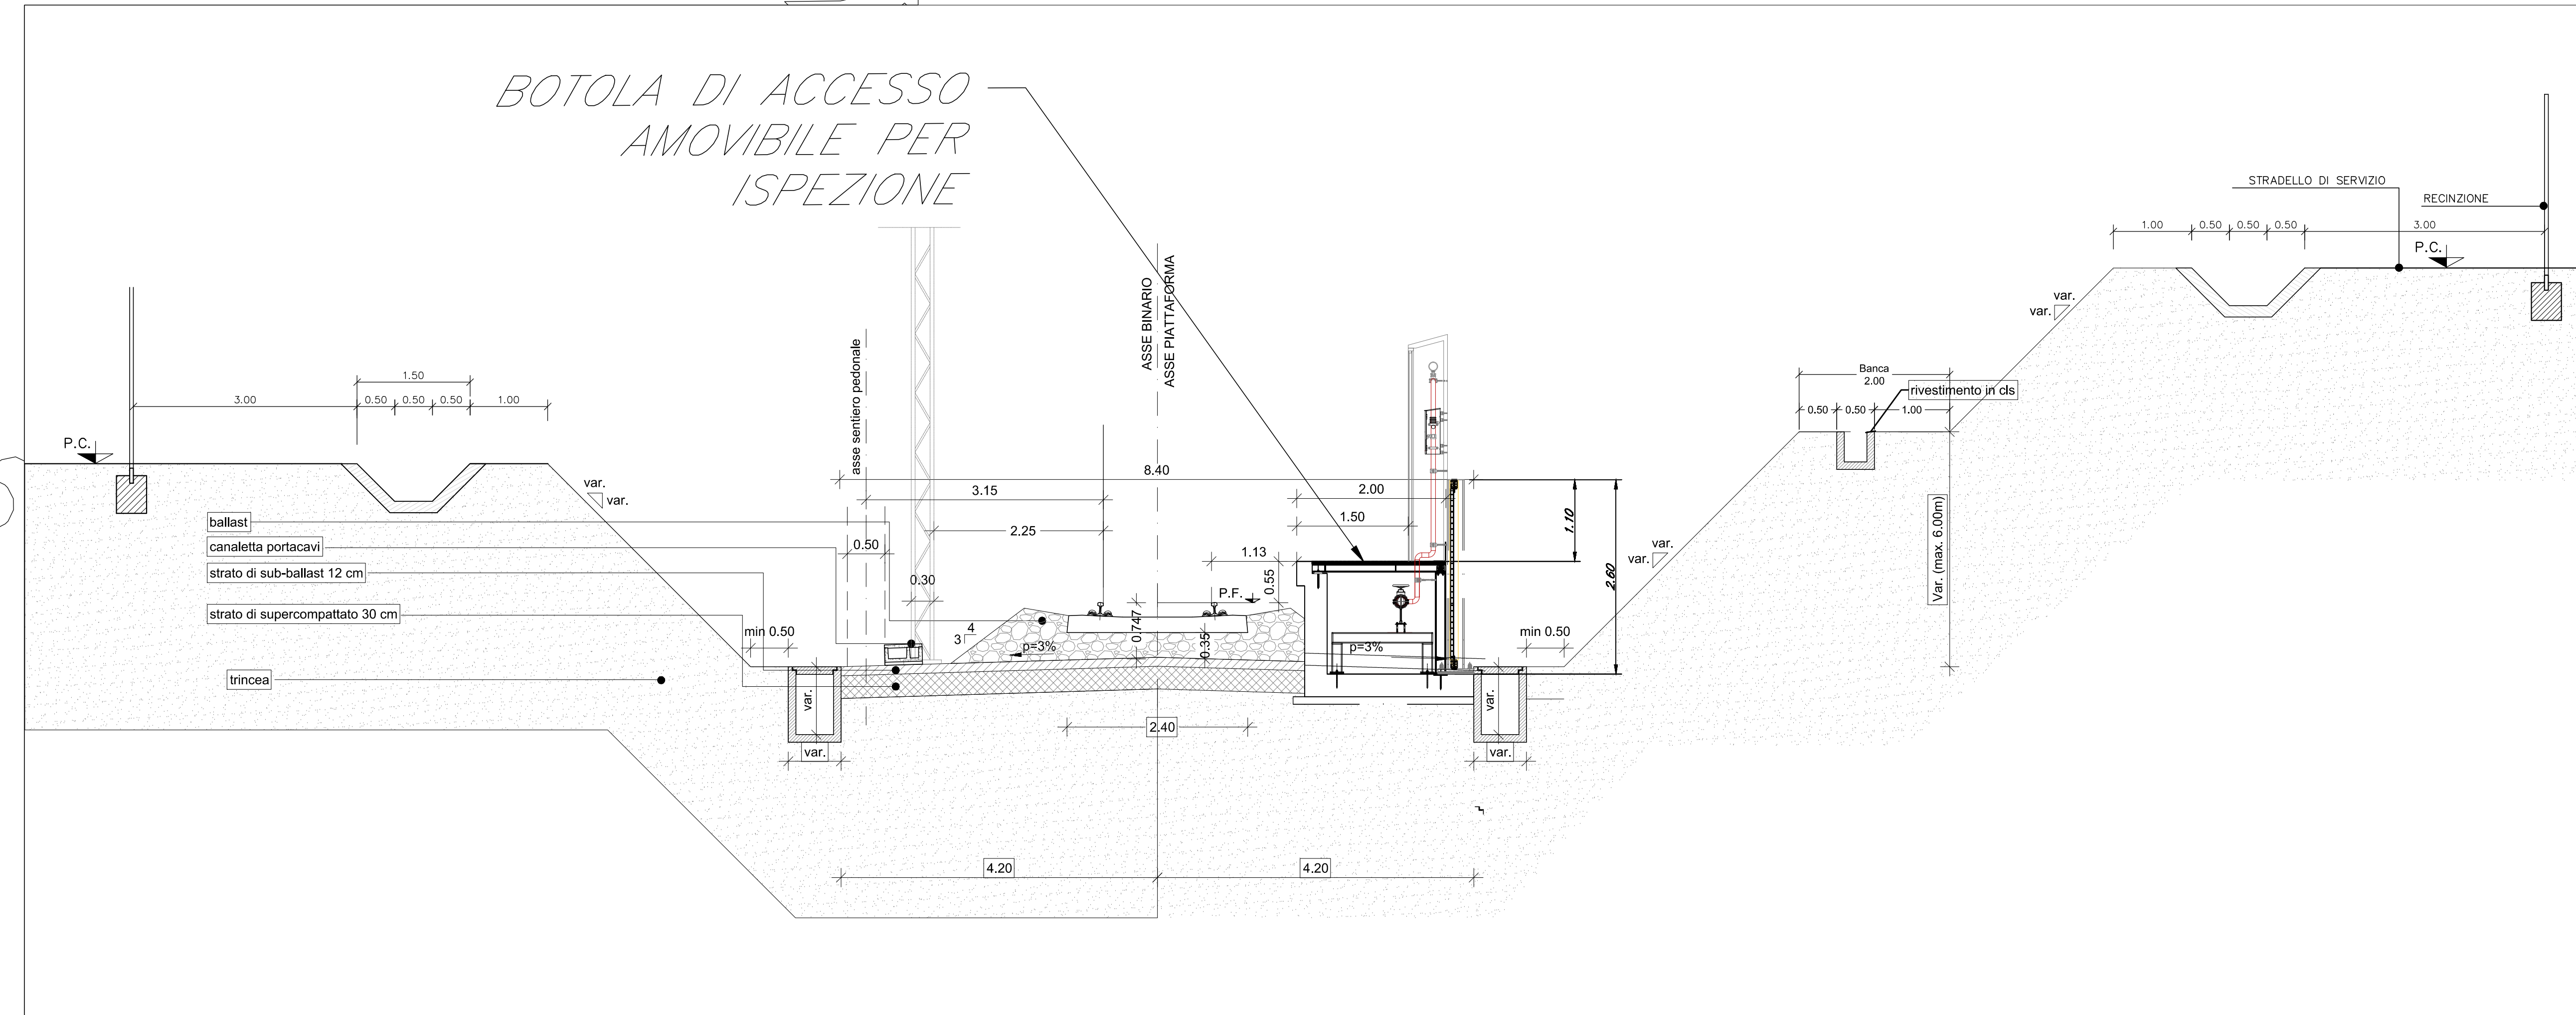 BOTOLA DI ACCESSO
AMOVIBILE PER
ISPEZIONE
STRADELLO DI SERVIZIO
RECINZIONE
1.00 0.50 0.50 0.50 3.00
P.C.
ASSE BINARIO
ASSE PIATTAFORMA
asse sentiero pedonale
var.
var.
Banca
2.00
rivestimento in cls
0.50 0.50 1.00
1.50
3.00 0.50 0.50 0.50 1.00
P.C.
var.
var.
8.40
3.15
2.00
2.25
1.50
1.10
2.60
ballast
canaletta portacavi
strato di sub-ballast 12 cm
strato di supercompattato 30 cm
trincea
0.50
0.30
1.13
0.55
P.F.
0.747
0.35
4
3
p=3%
p=3%
min 0.50
min 0.50
var.
var.
Var. (max. 6.00m)
var.
var.
var.
var.
2.40
4.20
4.20